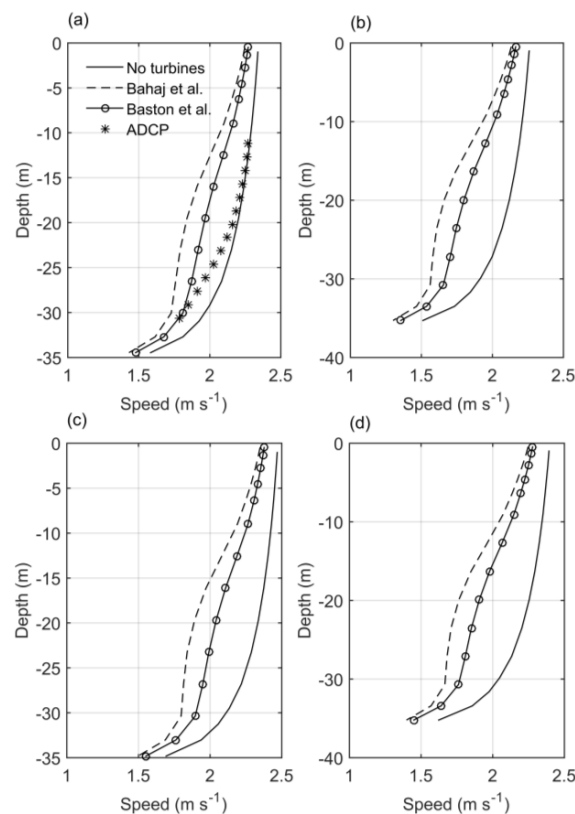 (a)
0
-5
-10
-15
-20
-25
-30
-35
Depth (m)
No turbines
Bahaj et al.
Baston et al.
ADCP
1 1.5 2 2.5
Speed (m s-1)
(b)
0
-10
-20
-30
-40
Depth (m)
1 1.5 2 2.5
Speed (m s-1)
(c)
0
-5
-10
-15
-20
-25
-30
-35
Depth (m)
1 1.5 2 2.5
Speed (m s-1)
(d)
0
-10
-20
-30
-40
Depth (m)
1 1.5 2 2.5
Speed (m s-1)